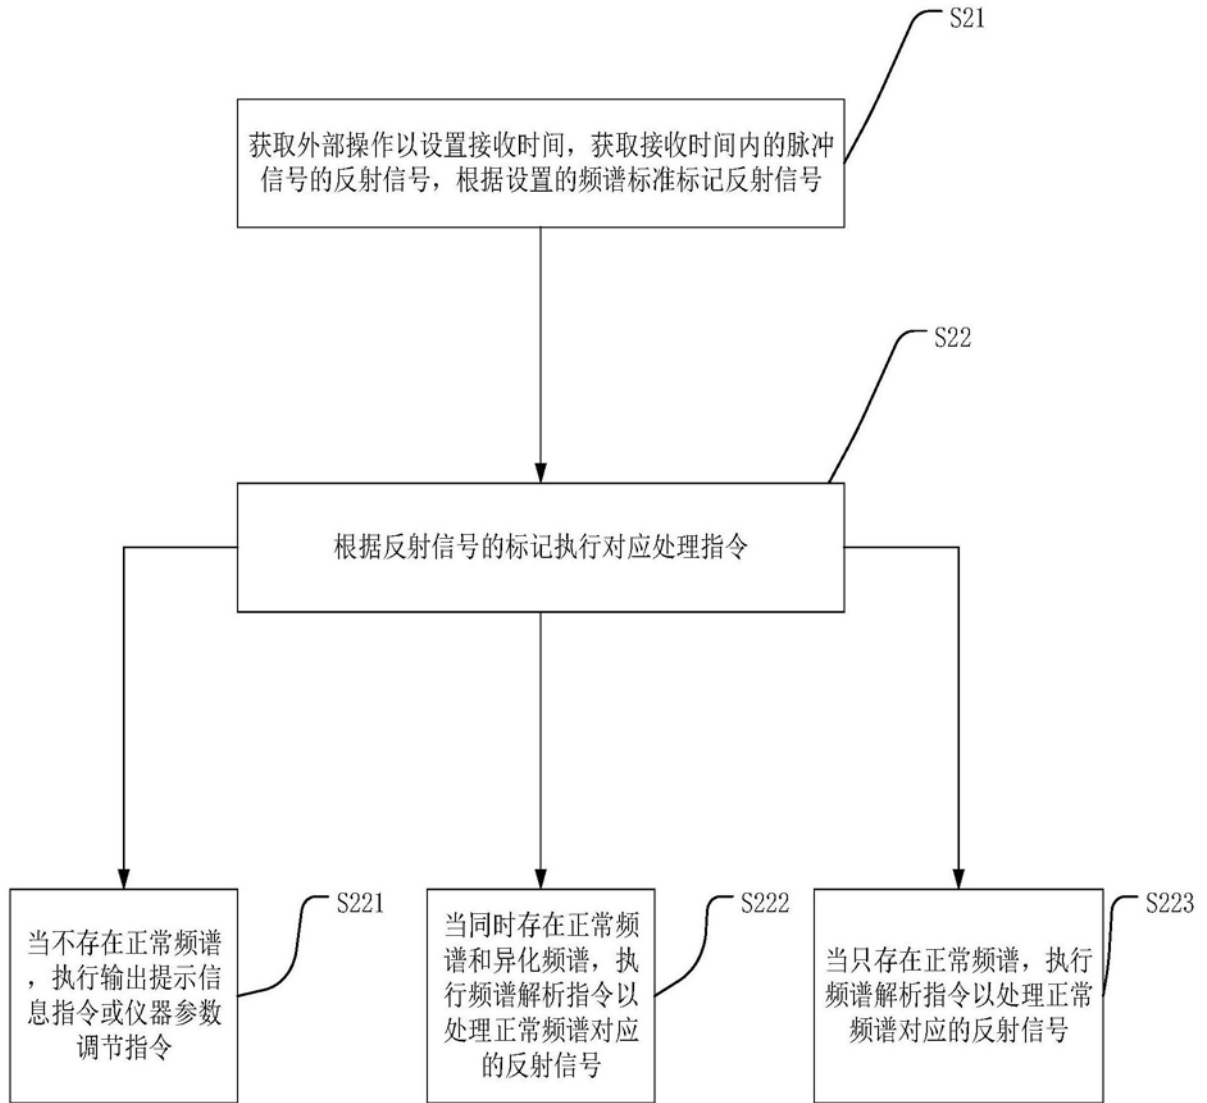 S21
获取外部操作以设置接收时间，获取接收时间内的脉冲
信号的反射信号，根据设置的频谱标准标记反射信号
S22
根据反射信号的标记执行对应处理指令
S221
当不存在正常频谱
，执行输出提示信
息指令或仪器参数
调节指令
S222
当同时存在正常频
谱和异化频谱，执
行频谱解析指令以
处理正常频谱对应
的反射信号
S223
当只存在正常频谱，执行
频谱解析指令以处理正常
频谱对应的反射信号